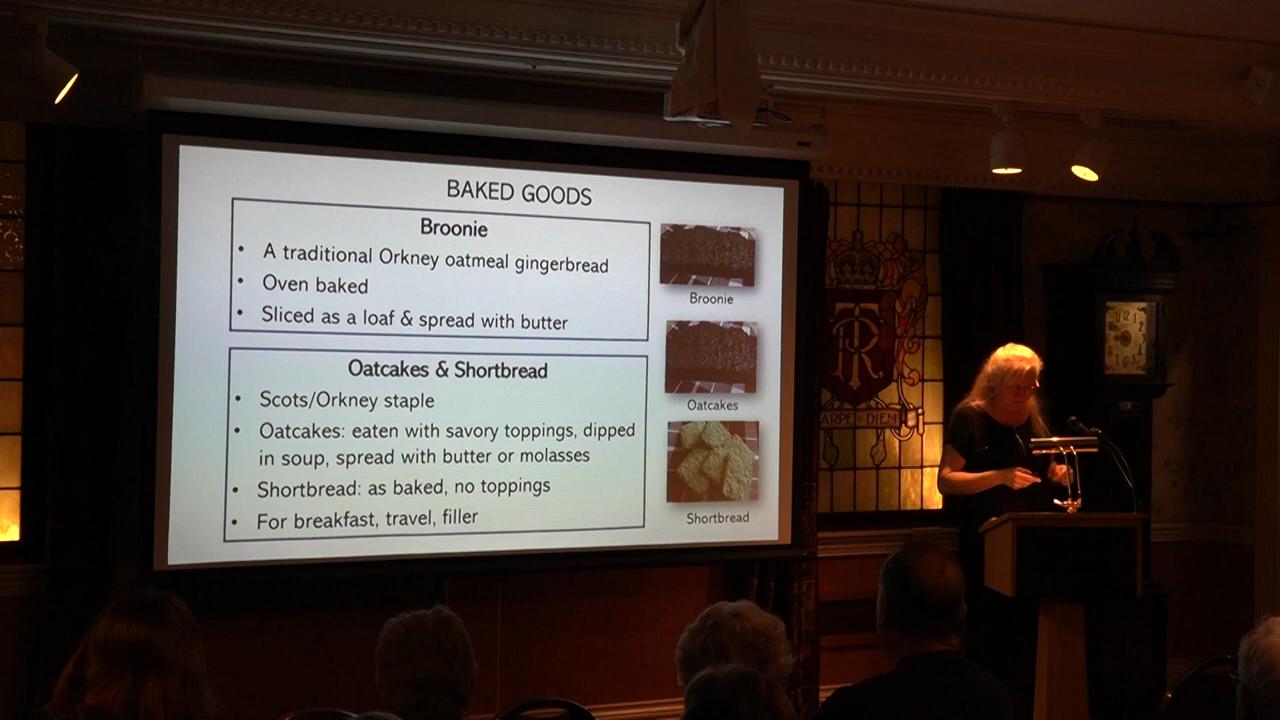 BAKED GOODS
Broonie
• A traditional Orkney oatmeal gingerbread
• Oven baked
• Sliced as a loaf & spread with butter
Oatcakes & Shortbread
• Scots/Orkney staple
• Oatcakes: eaten with savory toppings, dipped
in soup, spread with butter or molasses
• Shortbread: as baked, no toppings
• For breakfast, travel, filler
Broonie
Oatcakes
Shortbread
ARPE DIEM